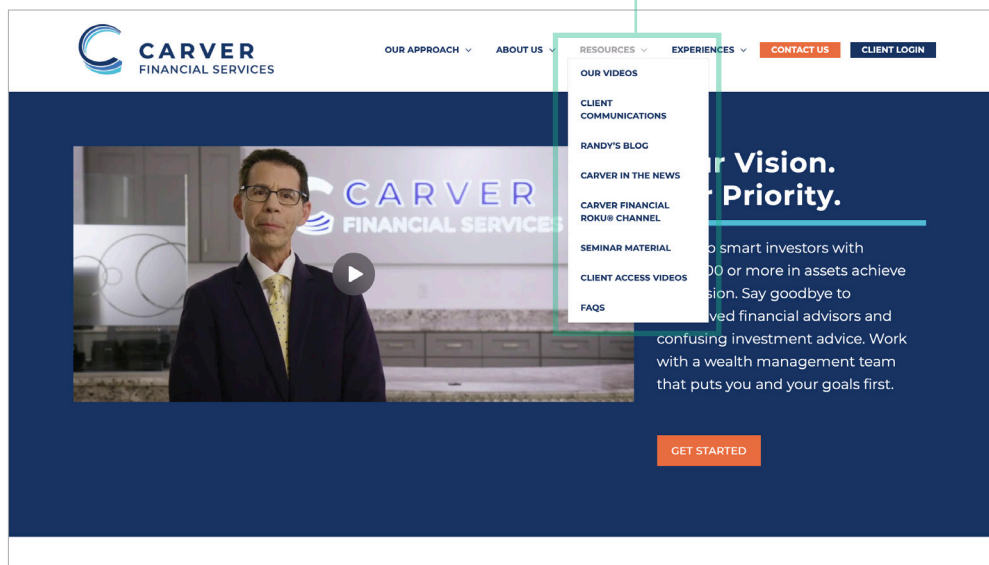 CARVER
FINANCIAL SERVICES
OUR APPROACH
ABOUT US
RESOURCES
EXPERIENCES
CONTACT US
CLIENT LOGIN
OUR VIDEOS
CLIENT
COMMUNICATIONS
RANDY'S BLOG
CARVER IN THE NEWS
CARVER FINANCIAL
ROKU® CHANNEL
SEMINAR MATERIAL
CLIENT ACCESS VIDEOS
FAQS
CARVER
FINANCIAL SERVICES
Vision.
Priority.
smart investors with
or more in assets achieve
Say goodbye to
financial advisors and
confusing investment advice. Work
with a wealth management team
that puts you and your goals first.
GET STARTED